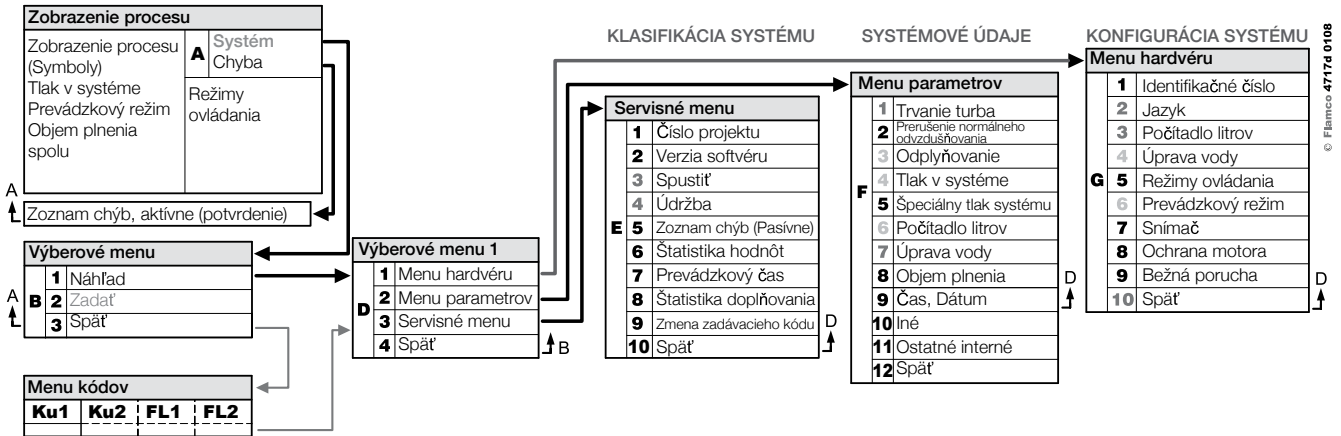 Zobrazenie procesu
Zobrazenie procesu
(Symboly)
Tlak v systéme
Prevádzkový režim
Objem plnenia
spolu
A
Systém
Chyba
Režimy
ovládania
A
Zoznam chýb, aktívne (potvrdenie)
Výberové menu
A
B
1 Náhľad
2 Zadať
3 Späť
Menu kódov
Ku1 Ku2 FL1 FL2
Výberové menu 1
D
1 Menu hardvéru
2 Menu parametrov
3 Servisné menu
4 Späť
B
KLASIFIKÁCIA SYSTÉMU
Servisné menu
E
1 Číslo projektu
2 Verzia softvéru
3 Spustiť
4 Údržba
5 Zoznam chýb (Pasívne)
6 Štatistika hodnôt
7 Prevádzkový čas
8 Štatistika doplňovania
9 Zmena zadávacieho kódu
10 Späť
D
SYSTÉMOVÉ ÚDAJE
Menu parametrov
F
1 Trvanie turba
2 Prerušenie normálneho
odvzdušňovania
3 Odplyňovanie
4 Tlak v systéme
5 Špeciálny tlak systému
6 Počítadlo litrov
7 Úprava vody
8 Objem plnenia
9 Čas, Dátum
10 Iné
11 Ostatné interné
12 Späť
D
KONFIGURÁCIA SYSTÉMU
Menu hardvéru
G
1 Identifikačné číslo
2 Jazyk
3 Počítadlo litrov
4 Úprava vody
5 Režimy ovládania
6 Prevádzkový režim
7 Snímač
8 Ochrana motora
9 Bežná porucha
10 Späť
D
© Flamco 4717d 0108